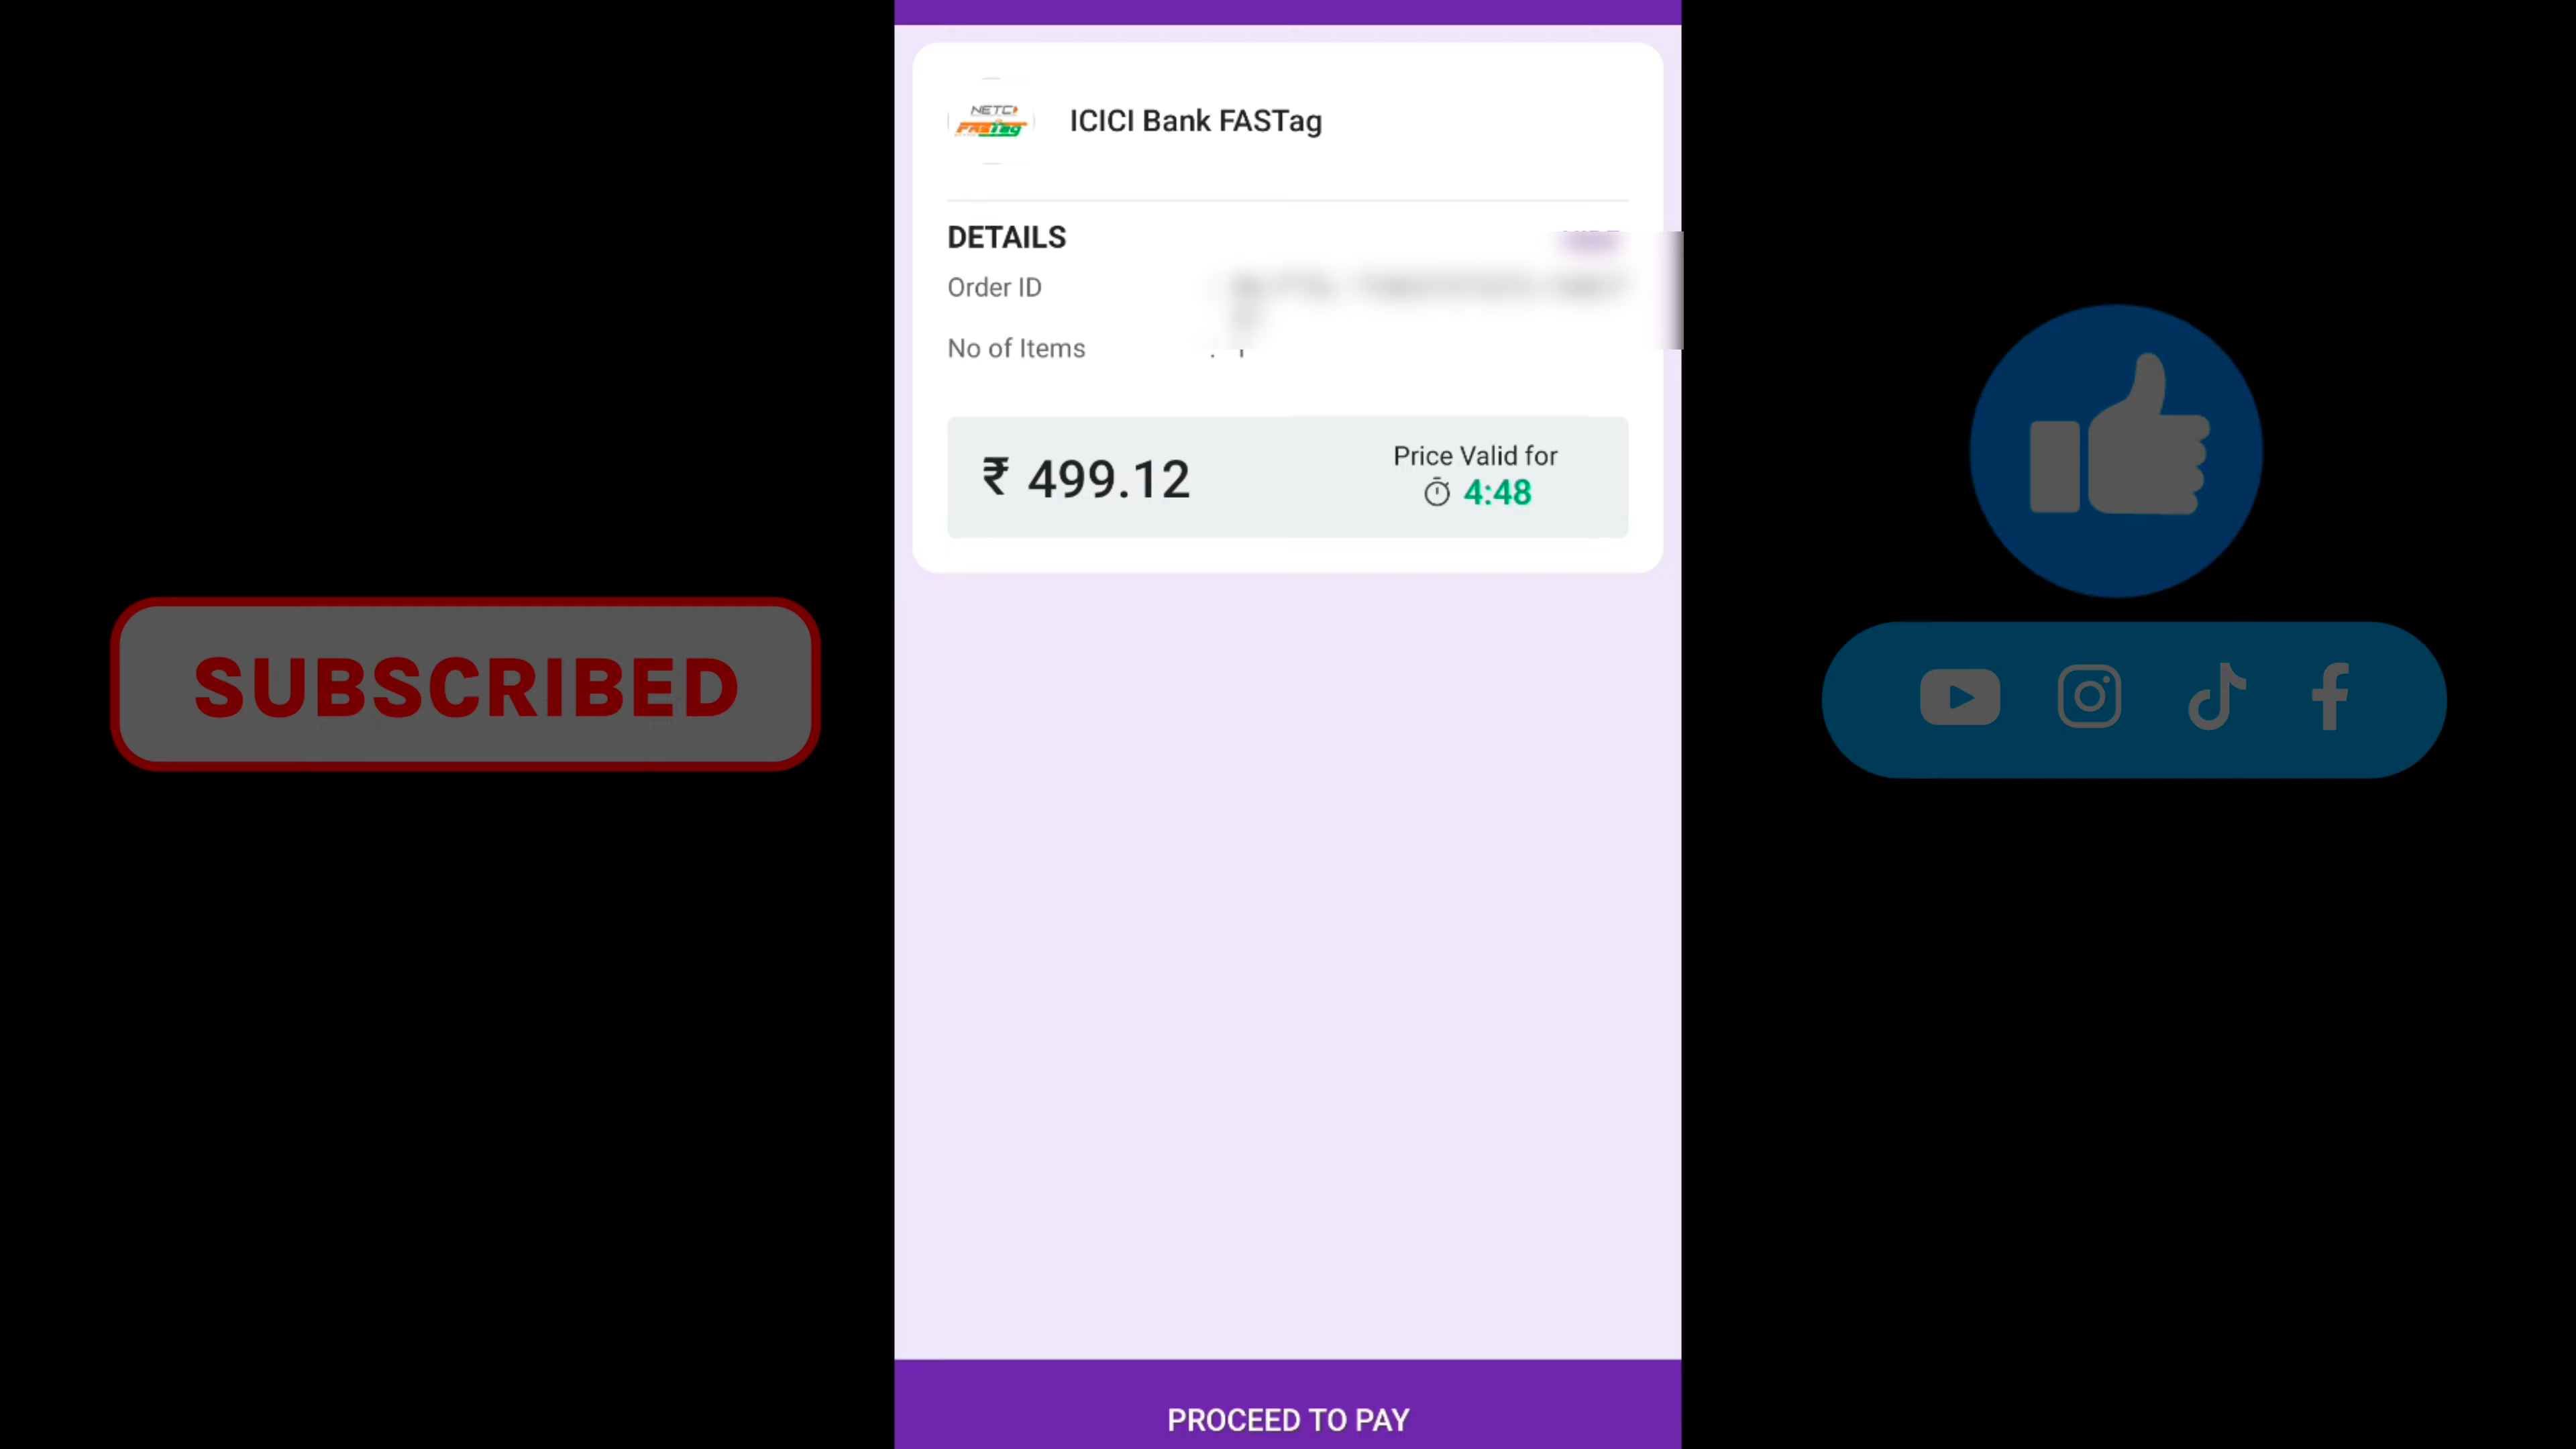 NETC
FASTag
ICICI Bank FASTag
DETAILS
Order ID
No of Items
₹ 499.12
Price Valid for
4:48
SUBSCRIBED
PROCEED TO PAY